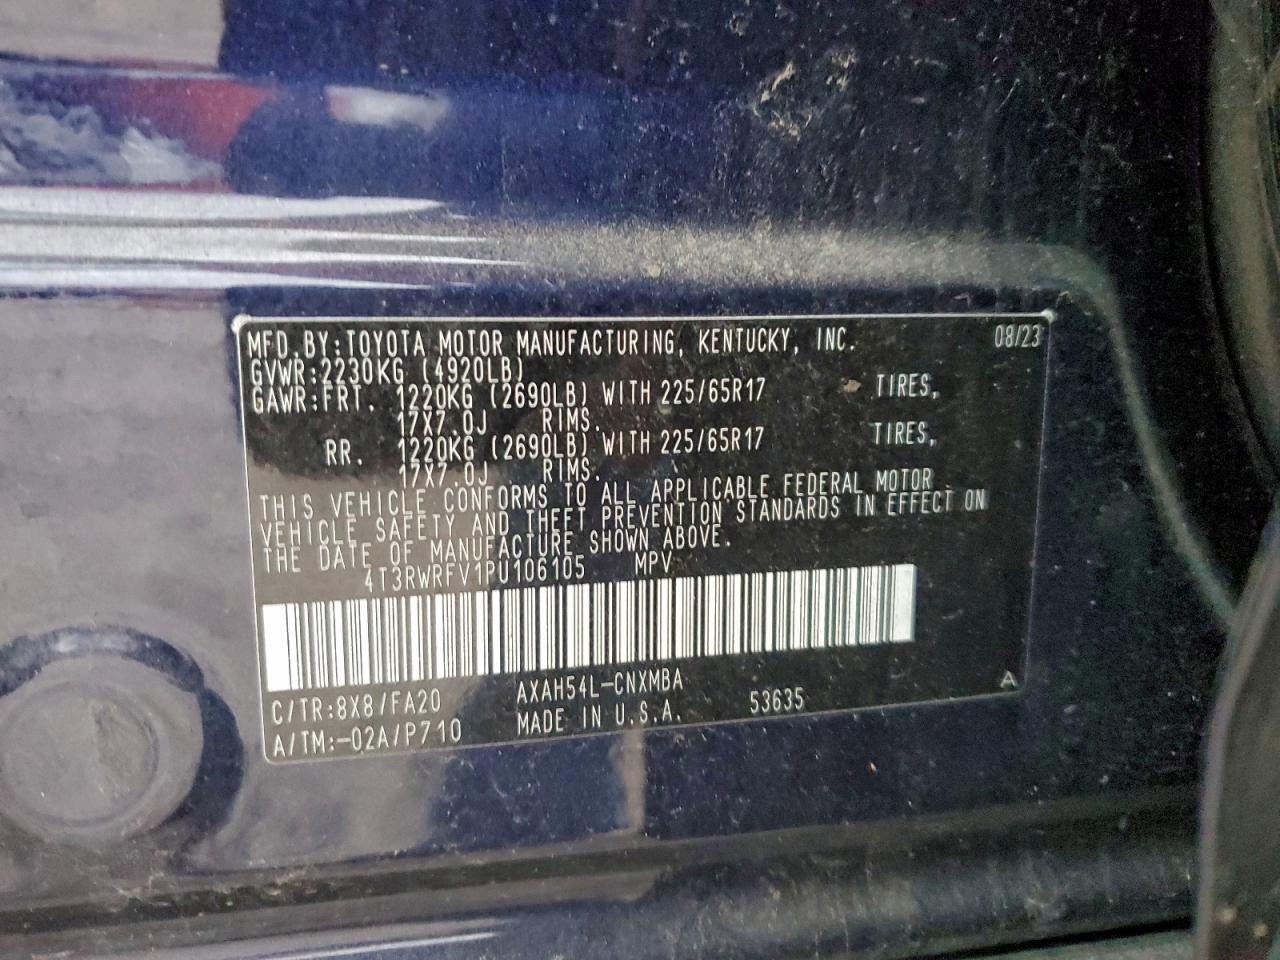 MFD.BY:TOYOTA MOTOR MANUFACTURING, KENTUCKY, INC. 08/23
GVWR:2230KG (4920LB)
GAWR:FRT. 1220KG (2690LB) WITH 225/65R17 TIRES,
17X7.0J RIMS.
RR. 1220KG (2690LB) WITH 225/65R17 TIRES,
17X7.0J RIMS.
THIS VEHICLE CONFORMS TO ALL APPLICABLE FEDERAL MOTOR
VEHICLE SAFETY AND THEFT PREVENTION STANDARDS IN EFFECT ON
THE DATE OF MANUFACTURE SHOWN ABOVE.
4T3RWRFV1PU106105 MPV
C/TR:8X8/FA20 AXAH54L-CNXMBA
A/TM:-02A/P710 MADE IN U.S.A. 53635 A